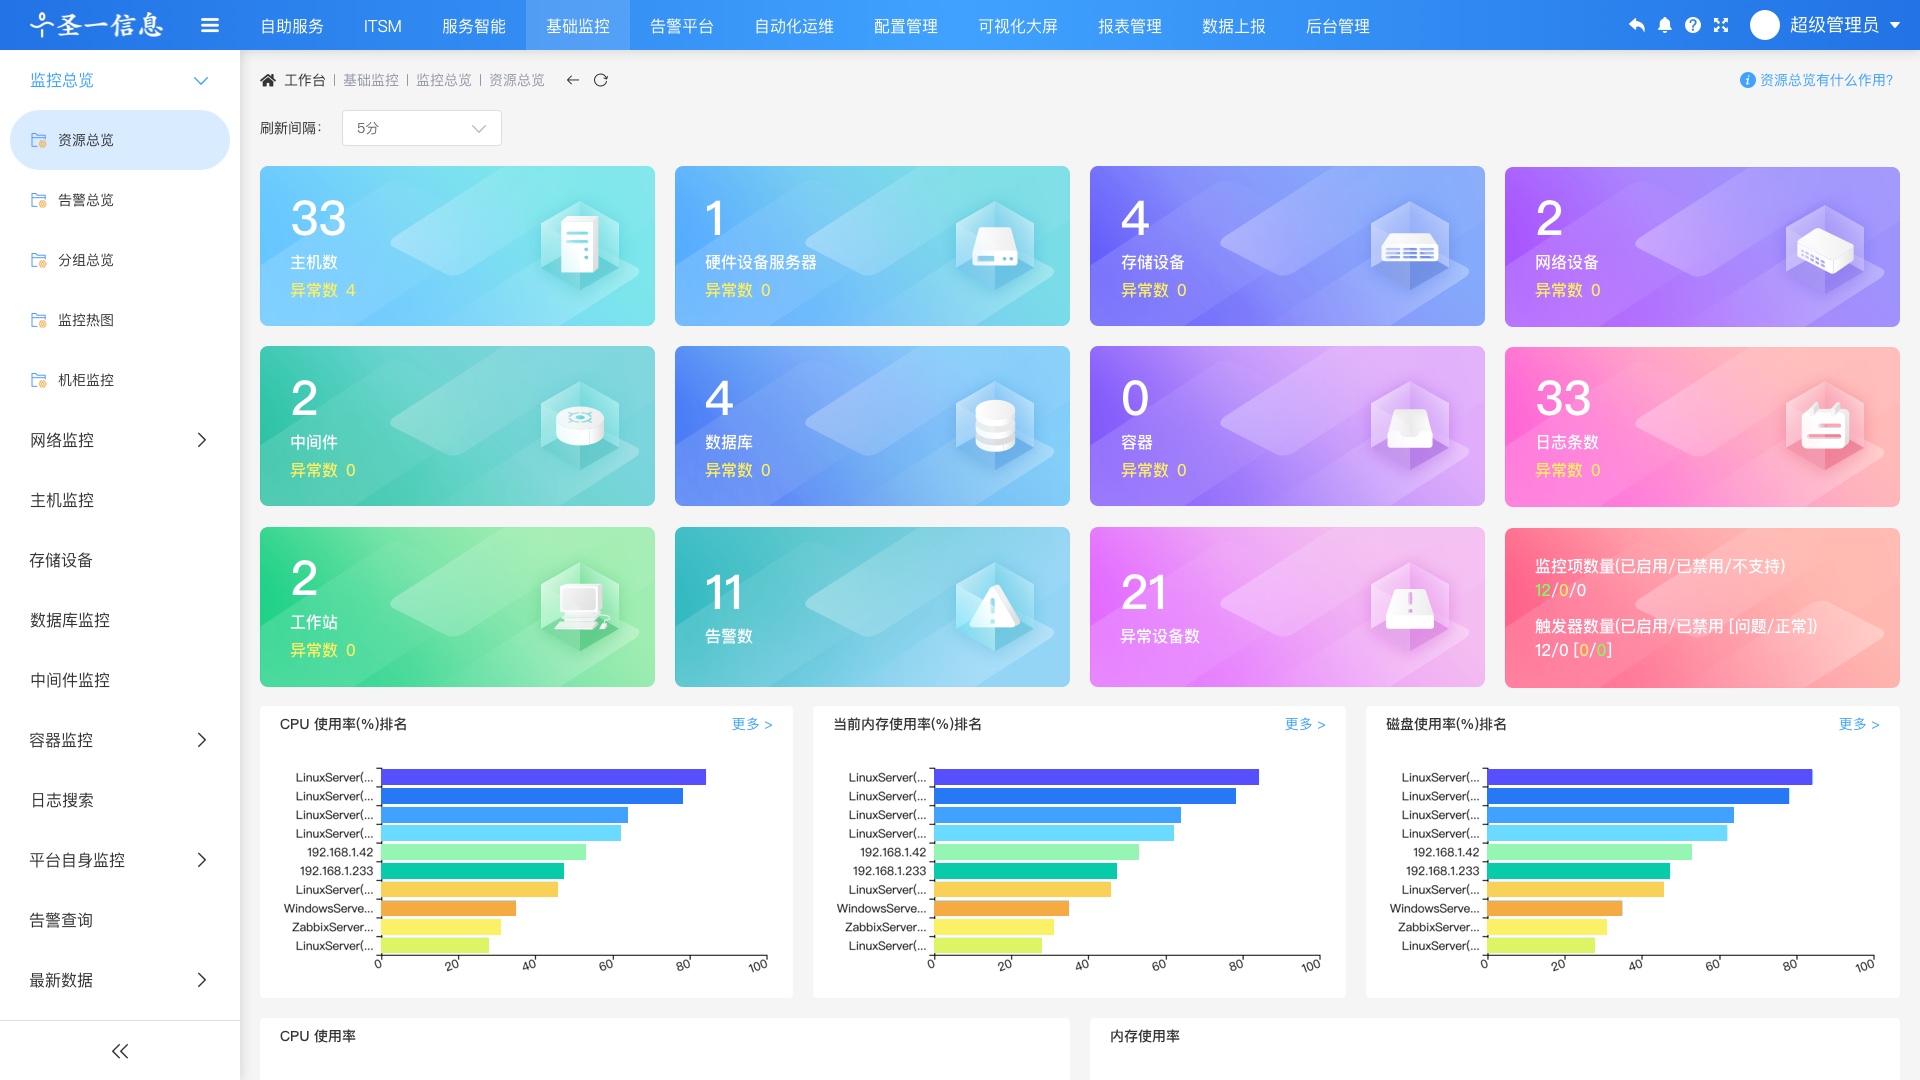 圣一信息
自助服务 ITSM 服务智能 基础监控 告警平台 自动化运维 配置管理 可视化大屏 报表管理 数据上报 后台管理
超级管理员
监控总览
资源总览
告警总览
分组总览
监控热图
机柜监控
网络监控
主机监控
存储设备
数据库监控
中间件监控
容器监控
日志搜索
平台自身监控
告警查询
最新数据
工作台 | 基础监控 | 监控总览 | 资源总览
资源总览有什么作用?
刷新间隔: 5分
33
主机数
异常数 4
1
硬件设备服务器
异常数 0
4
存储设备
异常数 0
2
网络设备
异常数 0
2
中间件
异常数 0
4
数据库
异常数 0
0
容器
异常数 0
33
日志条数
异常数 0
2
工作站
异常数 0
11
告警数
21
异常设备数
监控项数量(已启用/已禁用/不支持)
12/0/0
触发器数量(已启用/已禁用 [问题/正常])
12/0 [0/0]
CPU 使用率(%)排名 更多 >
LinuxServer(...
LinuxServer(...
LinuxServer(...
LinuxServer(...
192.168.1.42
192.168.1.233
LinuxServer(...
WindowsServe...
ZabbixServer...
LinuxServer(...
0 20 40 60 80 100
当前内存使用率(%)排名 更多 >
LinuxServer(...
LinuxServer(...
LinuxServer(...
LinuxServer(...
192.168.1.42
192.168.1.233
LinuxServer(...
WindowsServe...
ZabbixServer...
LinuxServer(...
0 20 40 60 80 100
磁盘使用率(%)排名 更多 >
LinuxServer(...
LinuxServer(...
LinuxServer(...
LinuxServer(...
192.168.1.42
192.168.1.233
LinuxServer(...
WindowsServe...
ZabbixServer...
LinuxServer(...
0 20 40 60 80 100
CPU 使用率
内存使用率